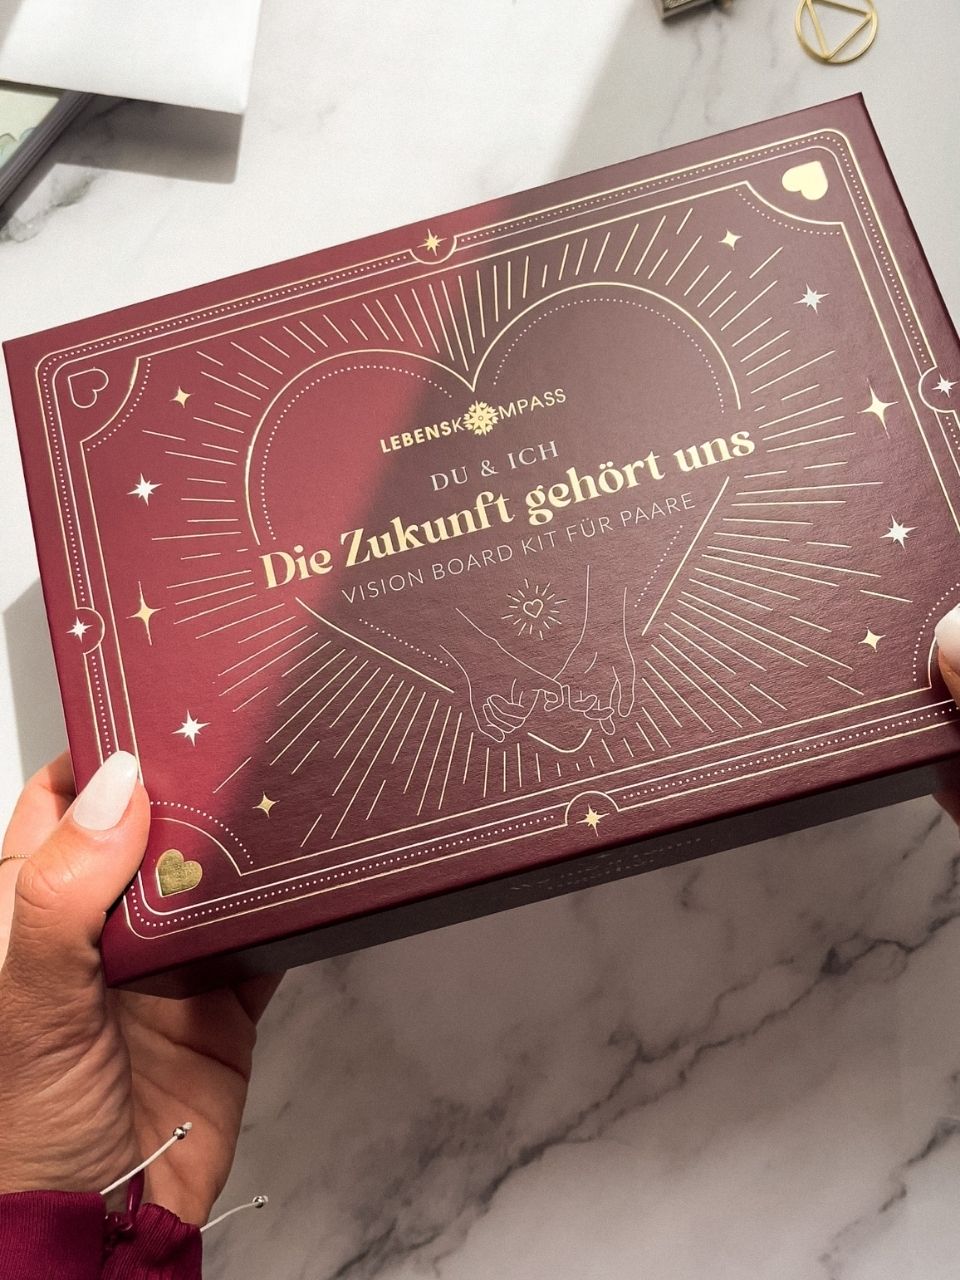 LEBENSKOMPASS
DU & ICH
Die Zukunft gehört uns
VISION BOARD KIT FÜR PAARE